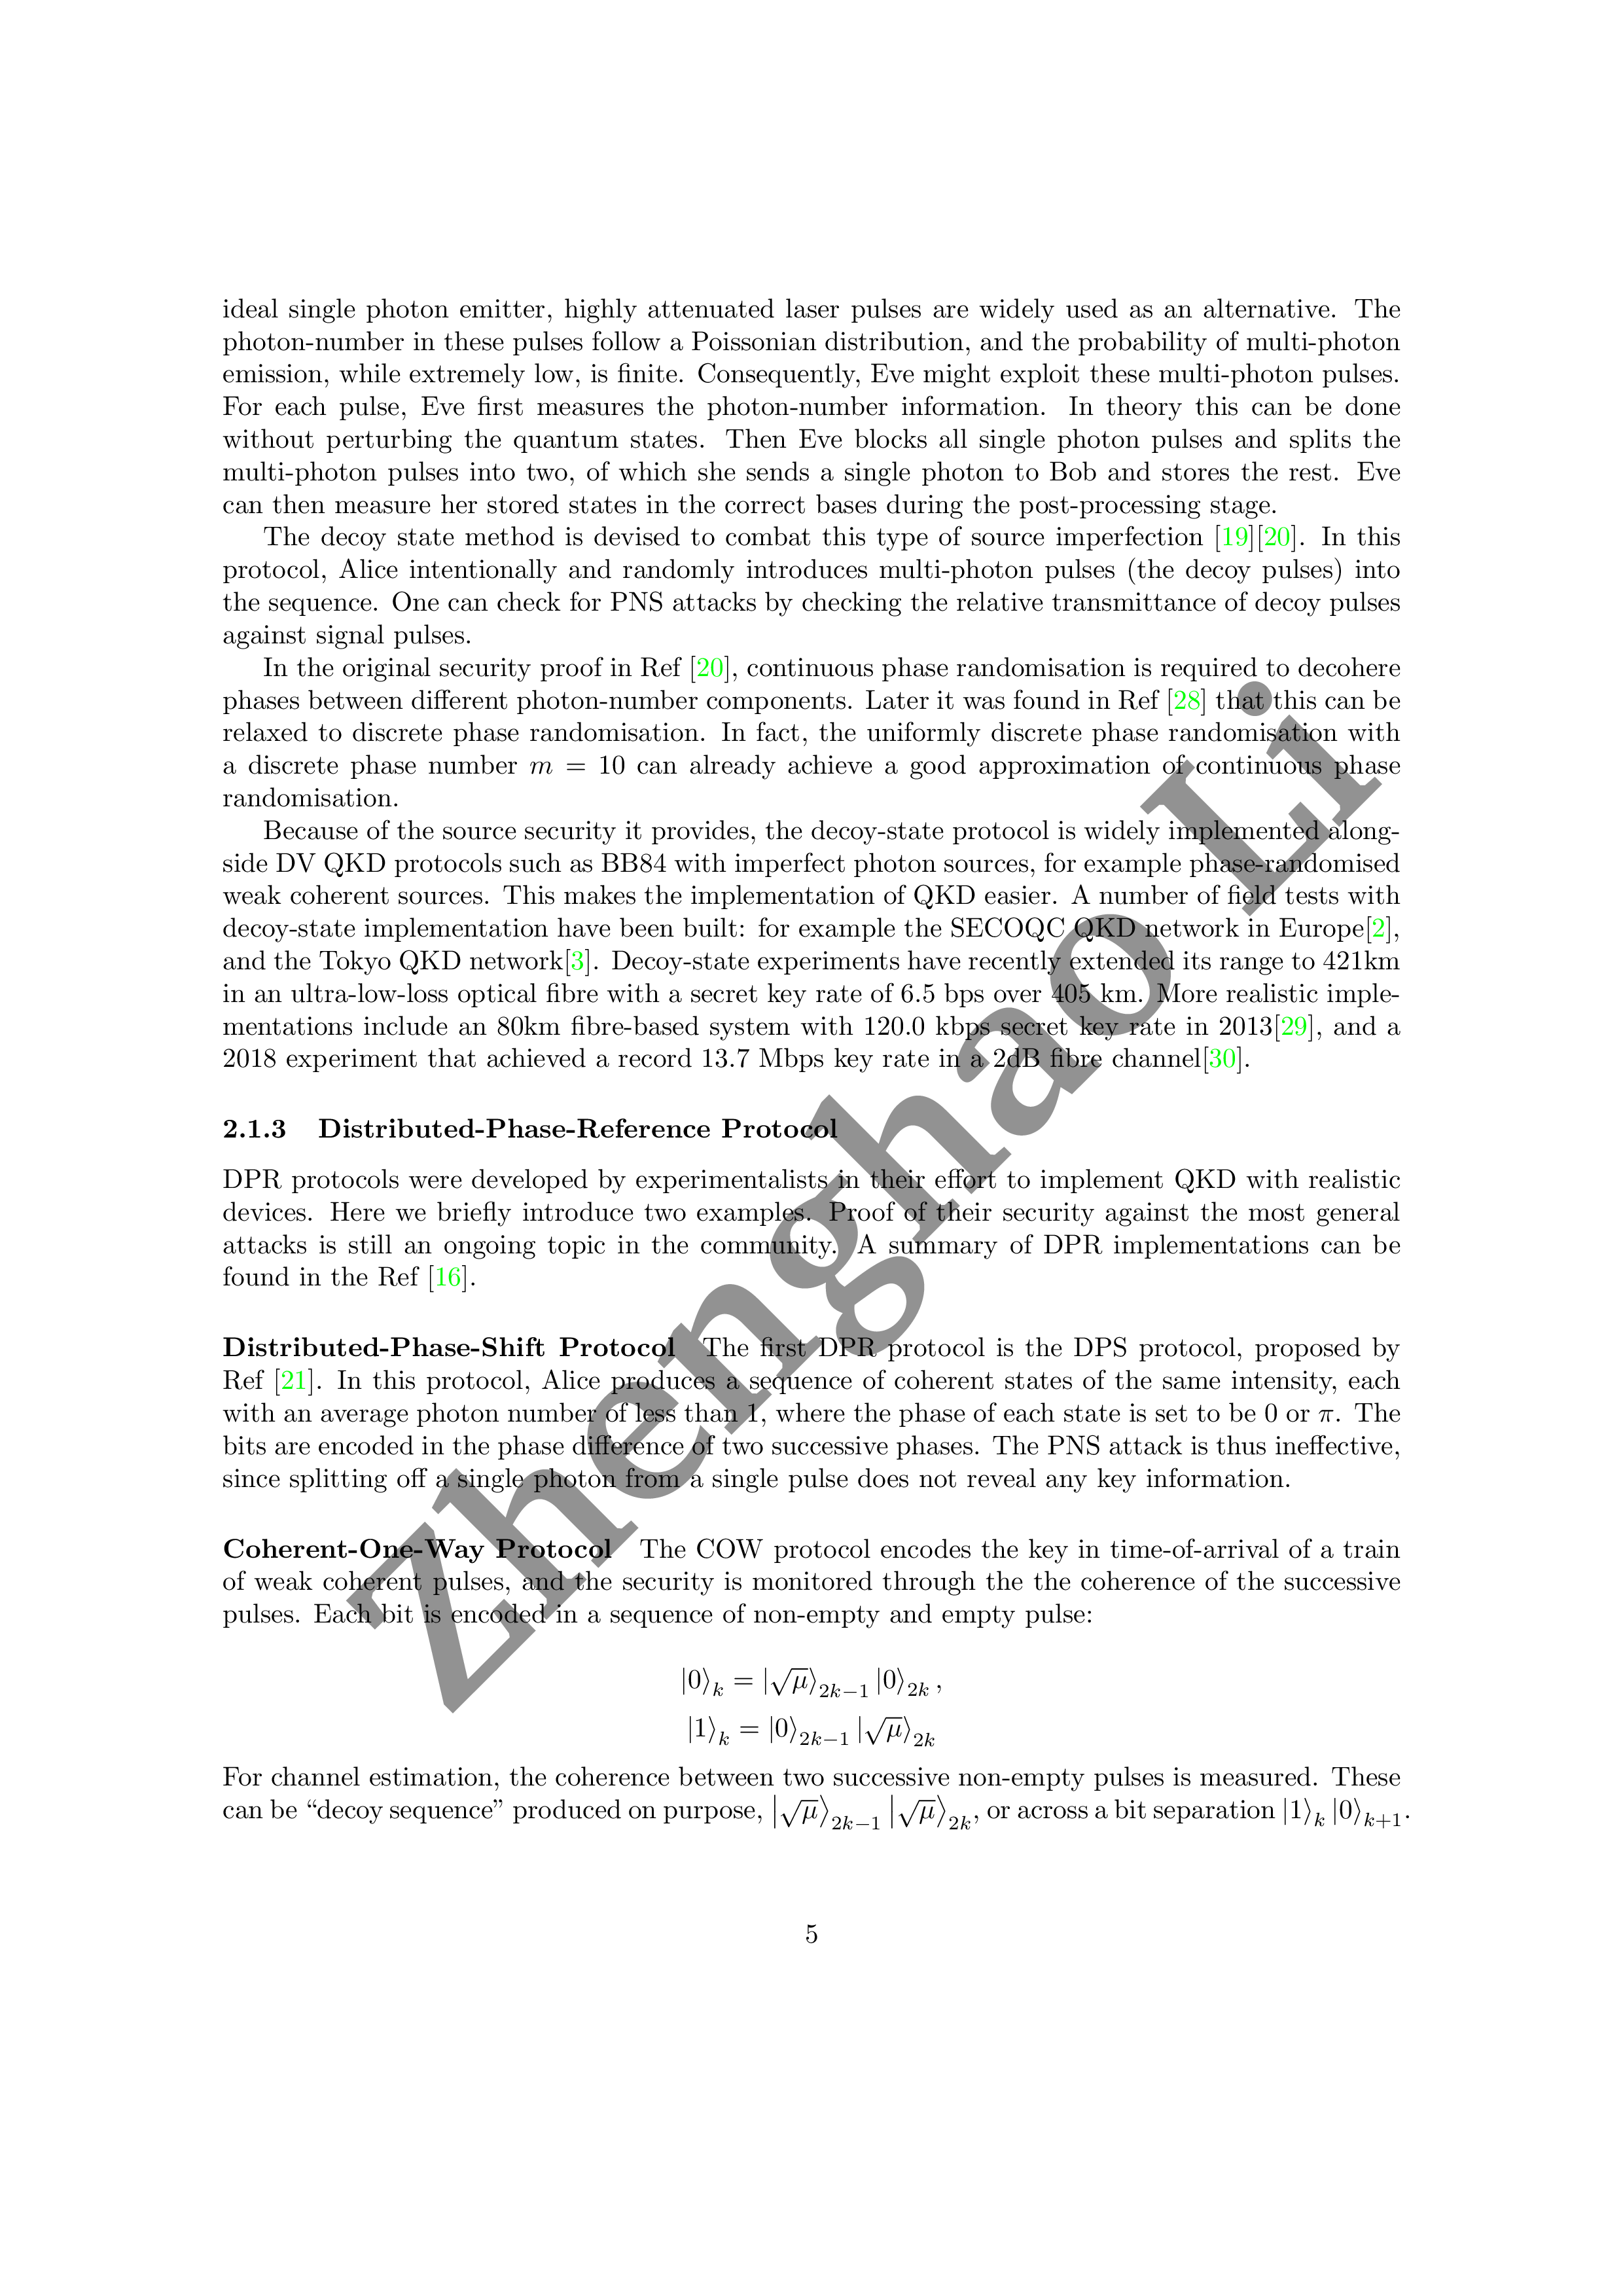 ideal single photon emitter, highly attenuated laser pulses are widely used as an alternative. The
photon-number in these pulses follow a Poissonian distribution, and the probability of multi-photon
emission, while extremely low, is finite. Consequently, Eve might exploit these multi-photon pulses.
For each pulse, Eve first measures the photon-number information. In theory this can be done
without perturbing the quantum states. Then Eve blocks all single photon pulses and splits the
multi-photon pulses into two, of which she sends a single photon to Bob and stores the rest. Eve
can then measure her stored states in the correct bases during the post-processing stage.
The decoy state method is devised to combat this type of source imperfection [19][20]. In this
protocol, Alice intentionally and randomly introduces multi-photon pulses (the decoy pulses) into
the sequence. One can check for PNS attacks by checking the relative transmittance of decoy pulses
against signal pulses.
In the original security proof in Ref [20], continuous phase randomisation is required to decohere
phases between different photon-number components. Later it was found in Ref [28] that this can be
relaxed to discrete phase randomisation. In fact, the uniformly discrete phase randomisation with
a discrete phase number m = 10 can already achieve a good approximation of continuous phase
randomisation.
Because of the source security it provides, the decoy-state protocol is widely implemented along-
side DV QKD protocols such as BB84 with imperfect photon sources, for example phase-randomised
weak coherent sources. This makes the implementation of QKD easier. A number of field tests with
decoy-state implementation have been built: for example the SECOQC QKD network in Europe[2],
and the Tokyo QKD network[3]. Decoy-state experiments have recently extended its range to 421km
in an ultra-low-loss optical fibre with a secret key rate of 6.5 bps over 405 km. More realistic imple-
mentations include an 80km fibre-based system with 120.0 kbps secret key rate in 2013[29], and a
2018 experiment that achieved a record 13.7 Mbps key rate in a 2dB fibre channel[30].
2.1.3 Distributed-Phase-Reference Protocol
DPR protocols were developed by experimentalists in their effort to implement QKD with realistic
devices. Here we briefly introduce two examples. Proof of their security against the most general
attacks is still an ongoing topic in the community. A summary of DPR implementations can be
found in the Ref [16].
Distributed-Phase-Shift Protocol The first DPR protocol is the DPS protocol, proposed by
Ref [21]. In this protocol, Alice produces a sequence of coherent states of the same intensity, each
with an average photon number of less than 1, where the phase of each state is set to be 0 or π. The
bits are encoded in the phase difference of two successive phases. The PNS attack is thus ineffective,
since splitting off a single photon from a single pulse does not reveal any key information.
Coherent-One-Way Protocol The COW protocol encodes the key in time-of-arrival of a train
of weak coherent pulses, and the security is monitored through the the coherence of the successive
pulses. Each bit is encoded in a sequence of non-empty and empty pulse:
|0⟩_k = |√μ⟩_{2k−1} |0⟩_{2k} ,
|1⟩_k = |0⟩_{2k−1} |√μ⟩_{2k}
For channel estimation, the coherence between two successive non-empty pulses is measured. These
can be “decoy sequence” produced on purpose, |√μ⟩_{2k−1} |√μ⟩_{2k}, or across a bit separation |1⟩_k |0⟩_{k+1}.
5
Zhenghao Li